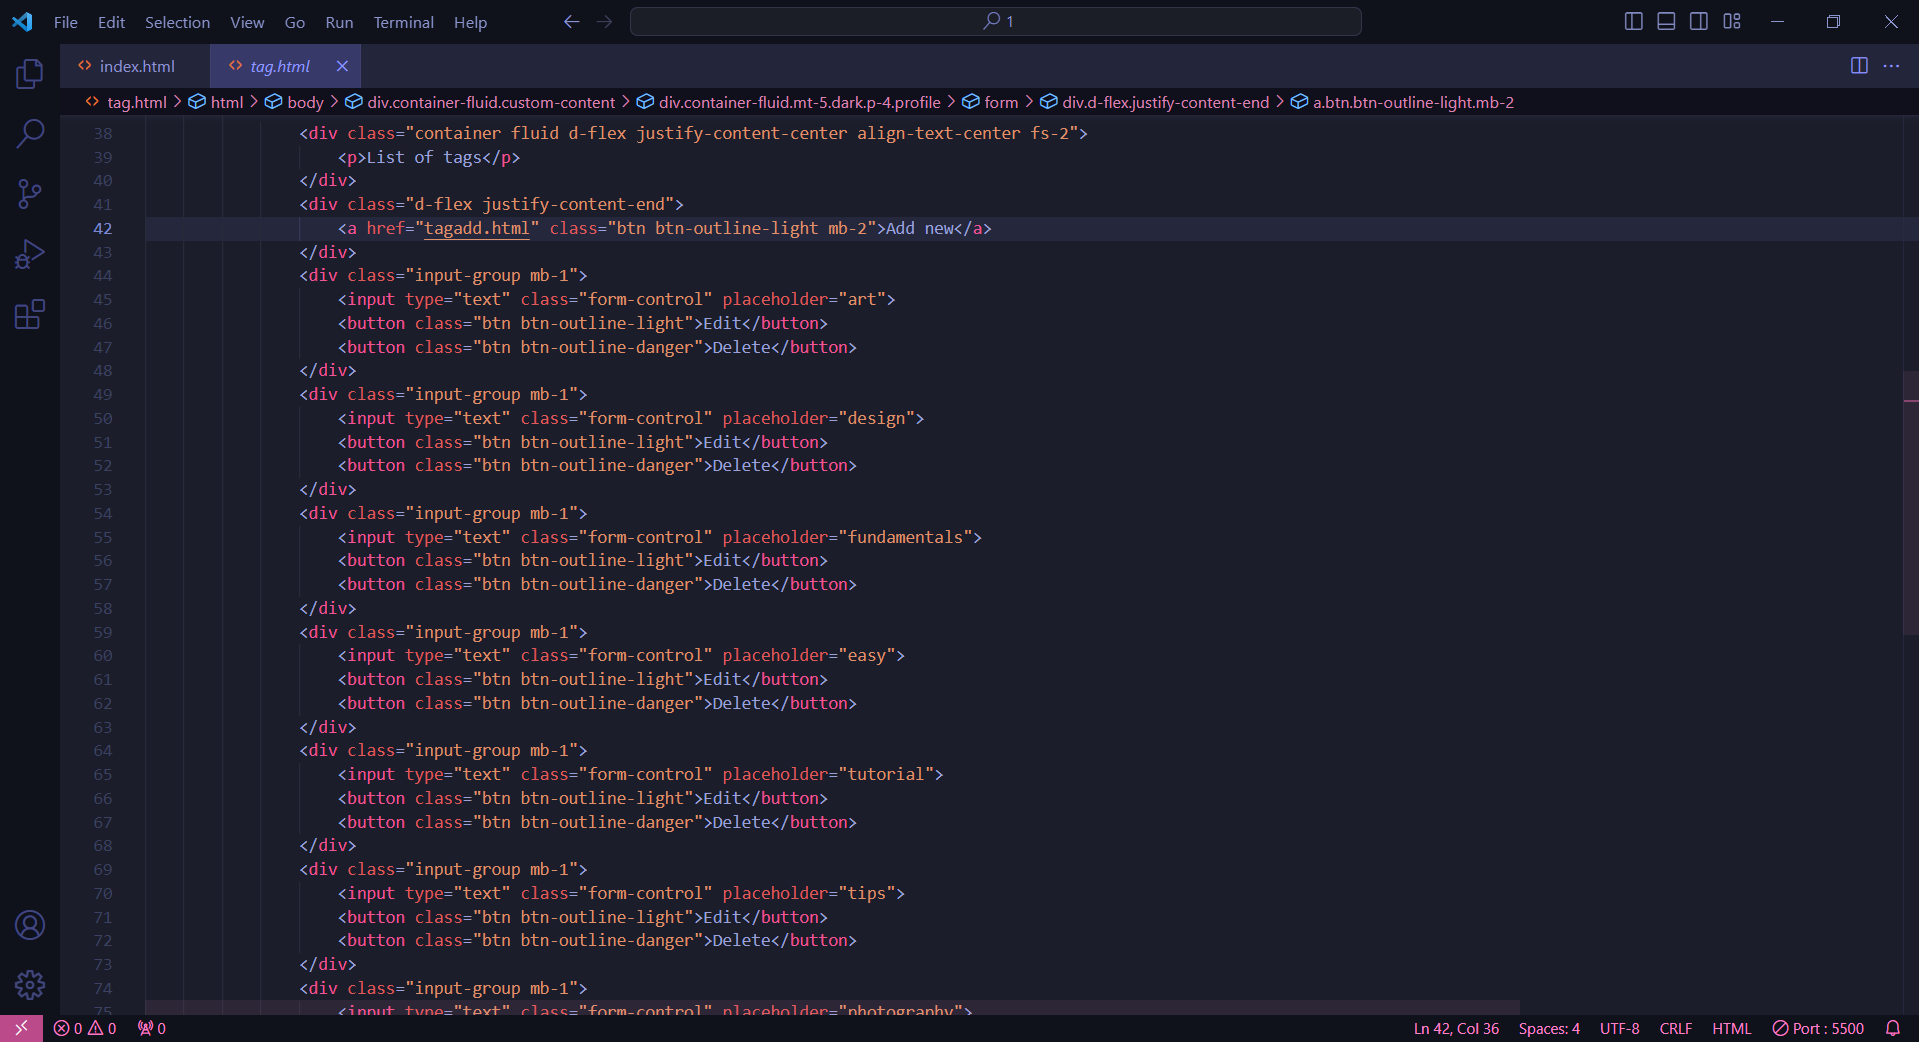 File Edit Selection View Go Run Terminal Help 1
index.html tag.html
tag.html html body div.container-fluid.custom-content div.container-fluid.mt-5.dark.p-4.profile form div.d-flex.justify-content-end a.btn.btn-outline-light.mb-2
38 <div class="container fluid d-flex justify-content-center align-text-center fs-2">
39 <p>List of tags</p>
40 </div>
41 <div class="d-flex justify-content-end">
42 <a href="tagadd.html" class="btn btn-outline-light mb-2">Add new</a>
43 </div>
44 <div class="input-group mb-1">
45 <input type="text" class="form-control" placeholder="art">
46 <button class="btn btn-outline-light">Edit</button>
47 <button class="btn btn-outline-danger">Delete</button>
48 </div>
49 <div class="input-group mb-1">
50 <input type="text" class="form-control" placeholder="design">
51 <button class="btn btn-outline-light">Edit</button>
52 <button class="btn btn-outline-danger">Delete</button>
53 </div>
54 <div class="input-group mb-1">
55 <input type="text" class="form-control" placeholder="fundamentals">
56 <button class="btn btn-outline-light">Edit</button>
57 <button class="btn btn-outline-danger">Delete</button>
58 </div>
59 <div class="input-group mb-1">
60 <input type="text" class="form-control" placeholder="easy">
61 <button class="btn btn-outline-light">Edit</button>
62 <button class="btn btn-outline-danger">Delete</button>
63 </div>
64 <div class="input-group mb-1">
65 <input type="text" class="form-control" placeholder="tutorial">
66 <button class="btn btn-outline-light">Edit</button>
67 <button class="btn btn-outline-danger">Delete</button>
68 </div>
69 <div class="input-group mb-1">
70 <input type="text" class="form-control" placeholder="tips">
71 <button class="btn btn-outline-light">Edit</button>
72 <button class="btn btn-outline-danger">Delete</button>
73 </div>
74 <div class="input-group mb-1">
75 <input type="text" class="form-control" placeholder="photography">
0 0 0 Ln 42, Col 36 Spaces: 4 UTF-8 CRLF HTML Port : 5500